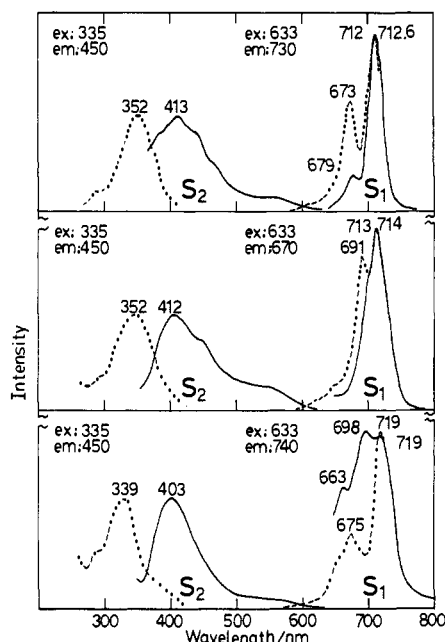 ex: 335 ex: 633
em:450 em:730
712 712.6
352 413 673
679
S2 S1
ex: 335 ex: 633
em:450 em:670
713 714
352 412 691
S2 S1
ex: 335 ex: 633
em:450 em:740
698 719
339 403 663 719
675
S2 S1
Intensity
300 400 500 600 700 800
Wavelength/nm